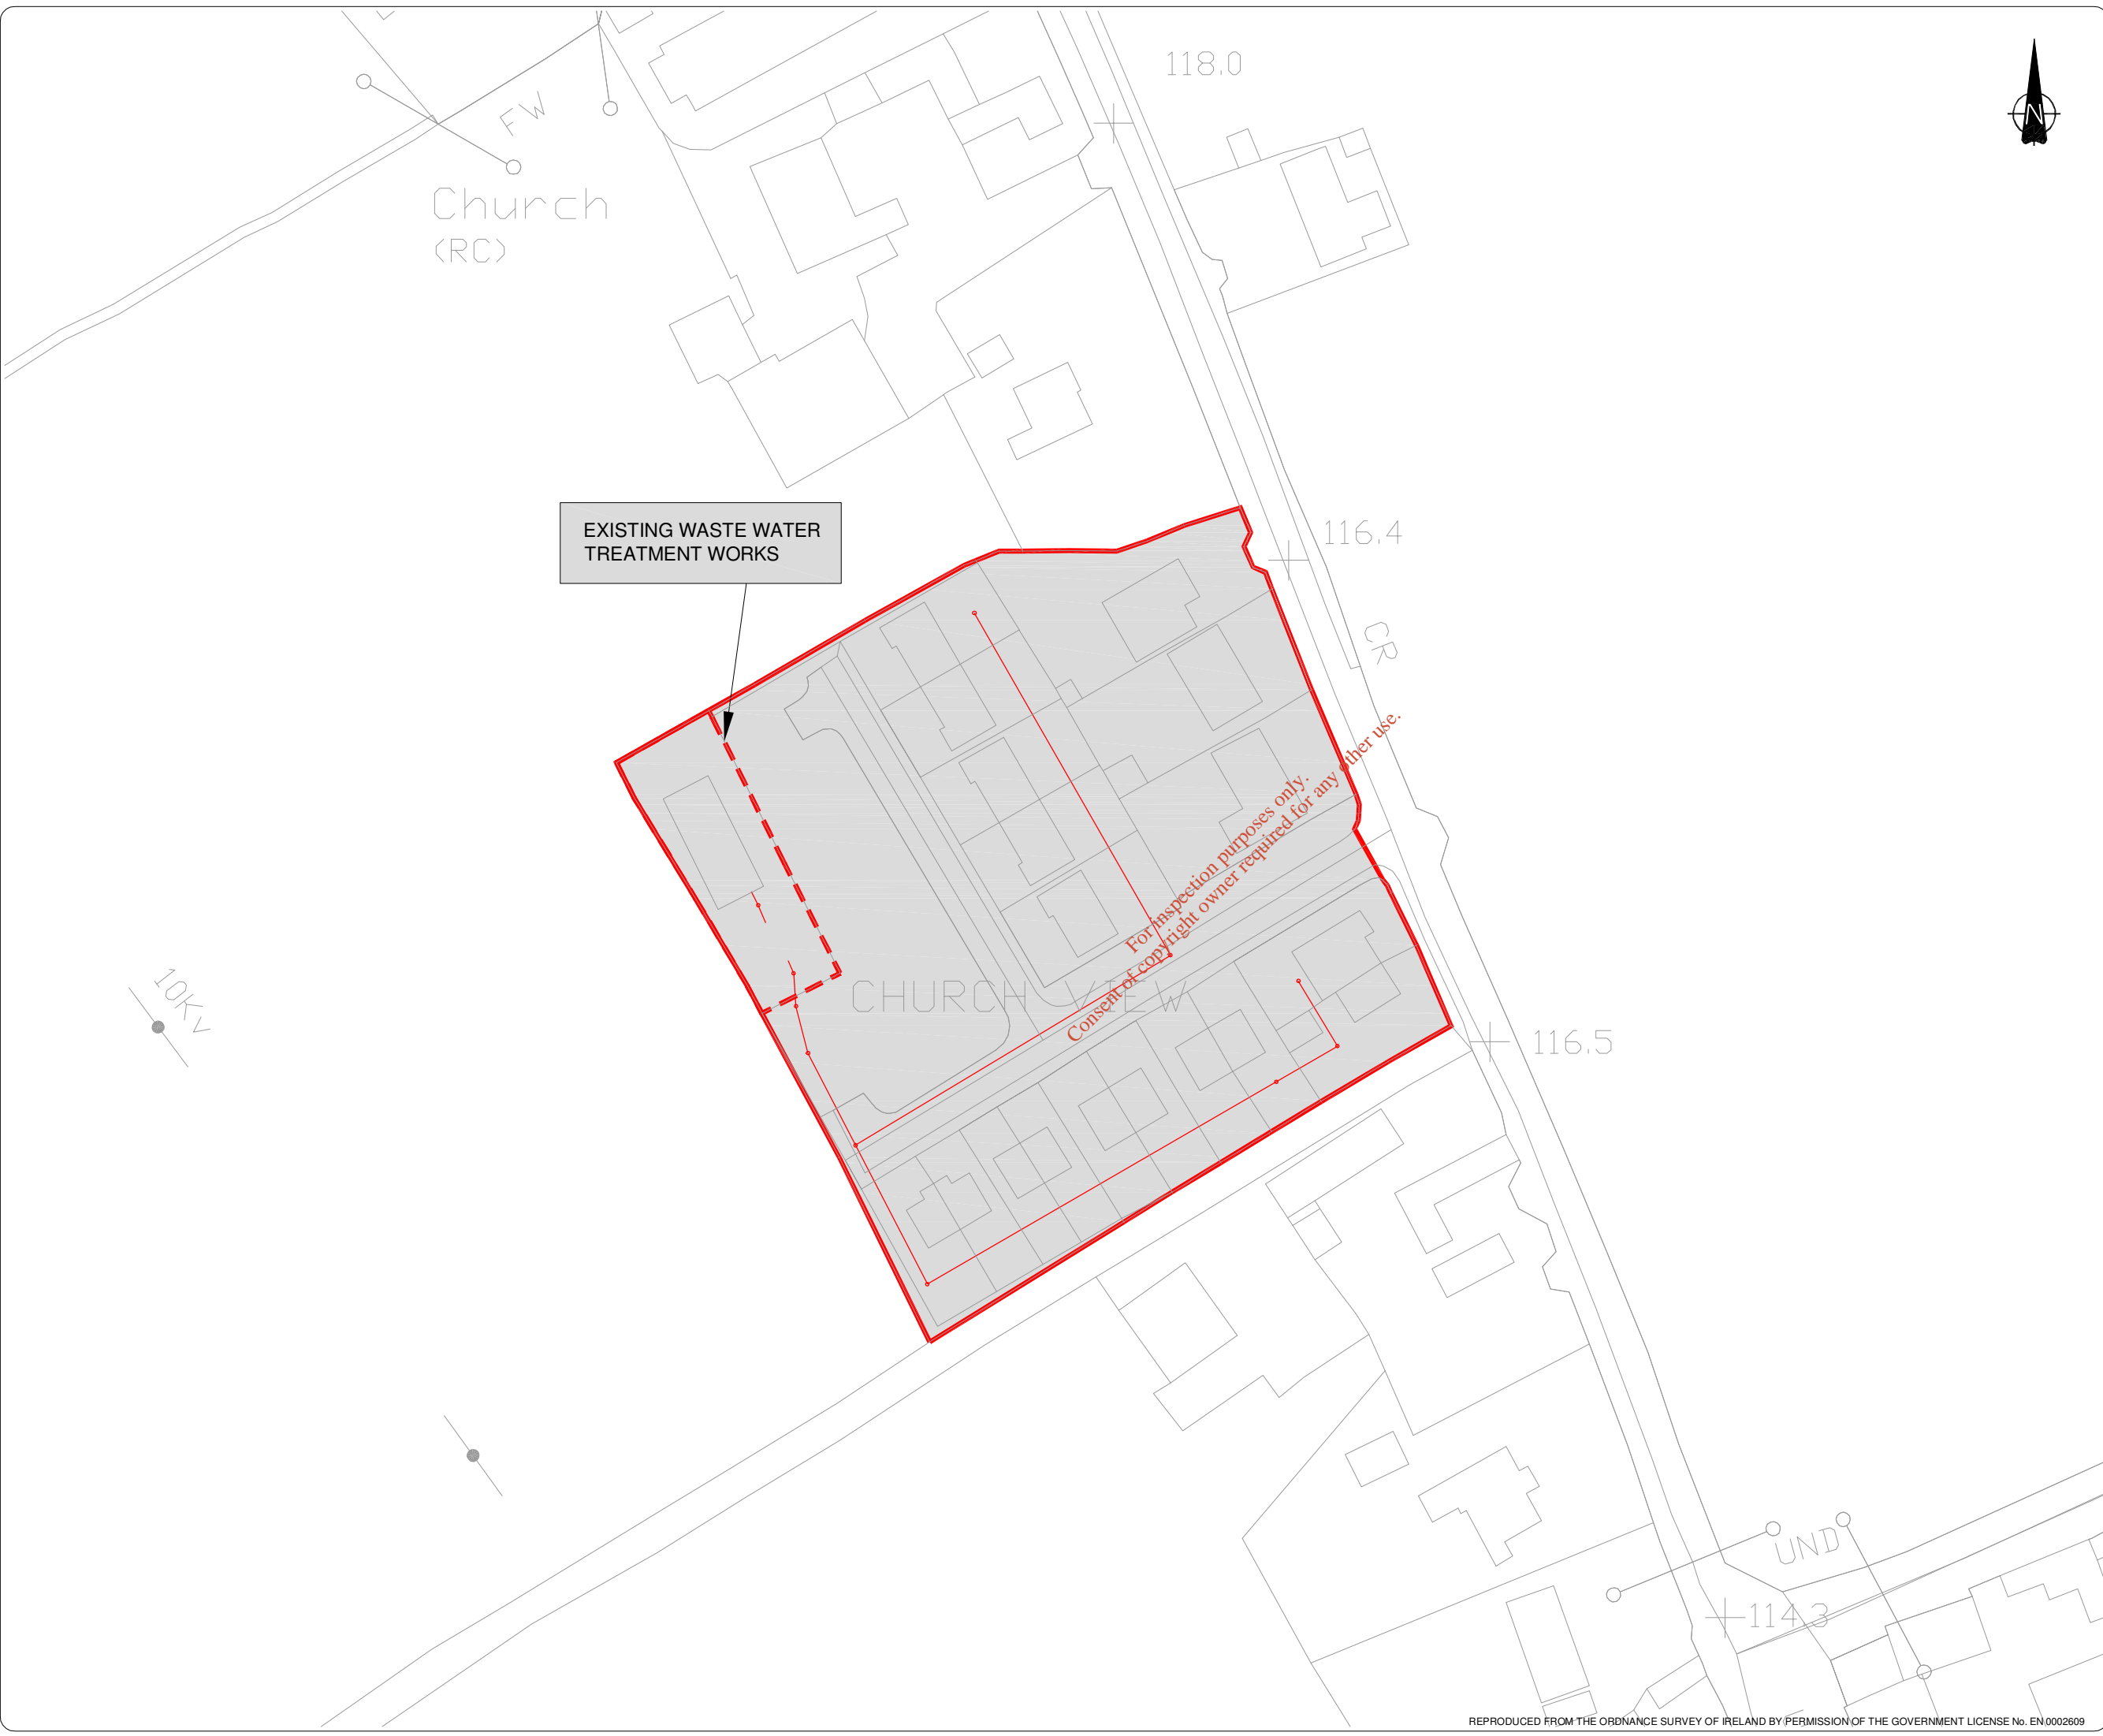 118.0
N
FW
Church
(RC)
EXISTING WASTE WATER
TREATMENT WORKS
116.4
CR
For inspection purposes only.
Consent of copyright owner required for any other use.
10KV
CHURCH VIEW
116.5
UND
114.3
REPRODUCED FROM THE ORDNANCE SURVEY OF IRELAND BY PERMISSION OF THE GOVERNMENT LICENSE No. EN 0002609